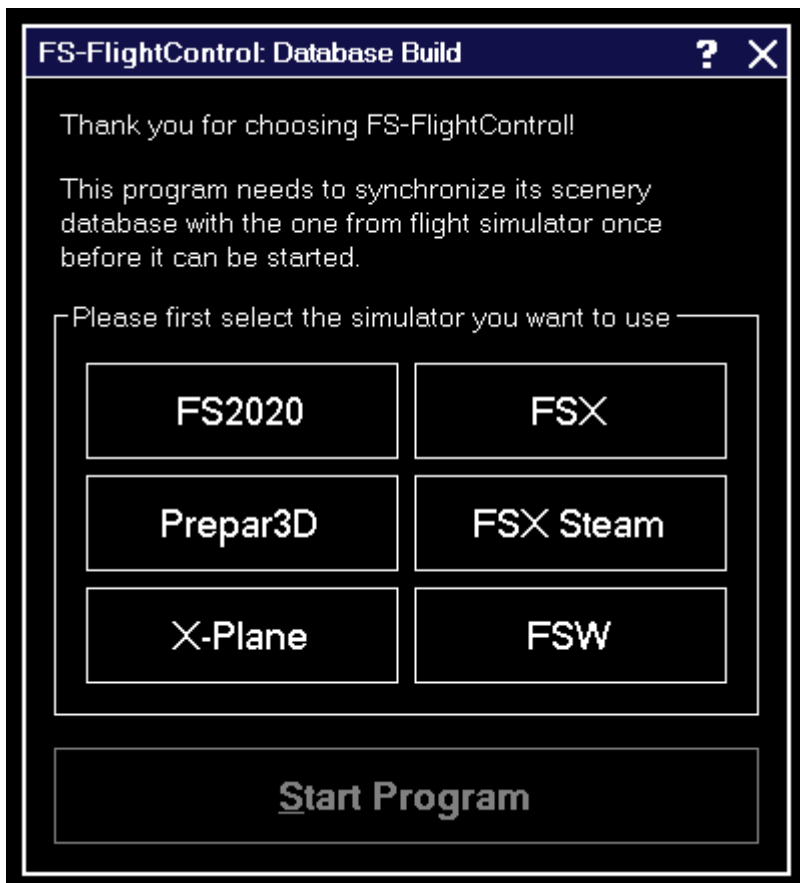 FS-FlightControl: Database Build ? X
Thank you for choosing FS-FlightControl!
This program needs to synchronize its scenery
database with the one from flight simulator once
before it can be started.
Please first select the simulator you want to use
FS2020 FSX
Prepar3D FSX Steam
X-Plane FSW
Start Program